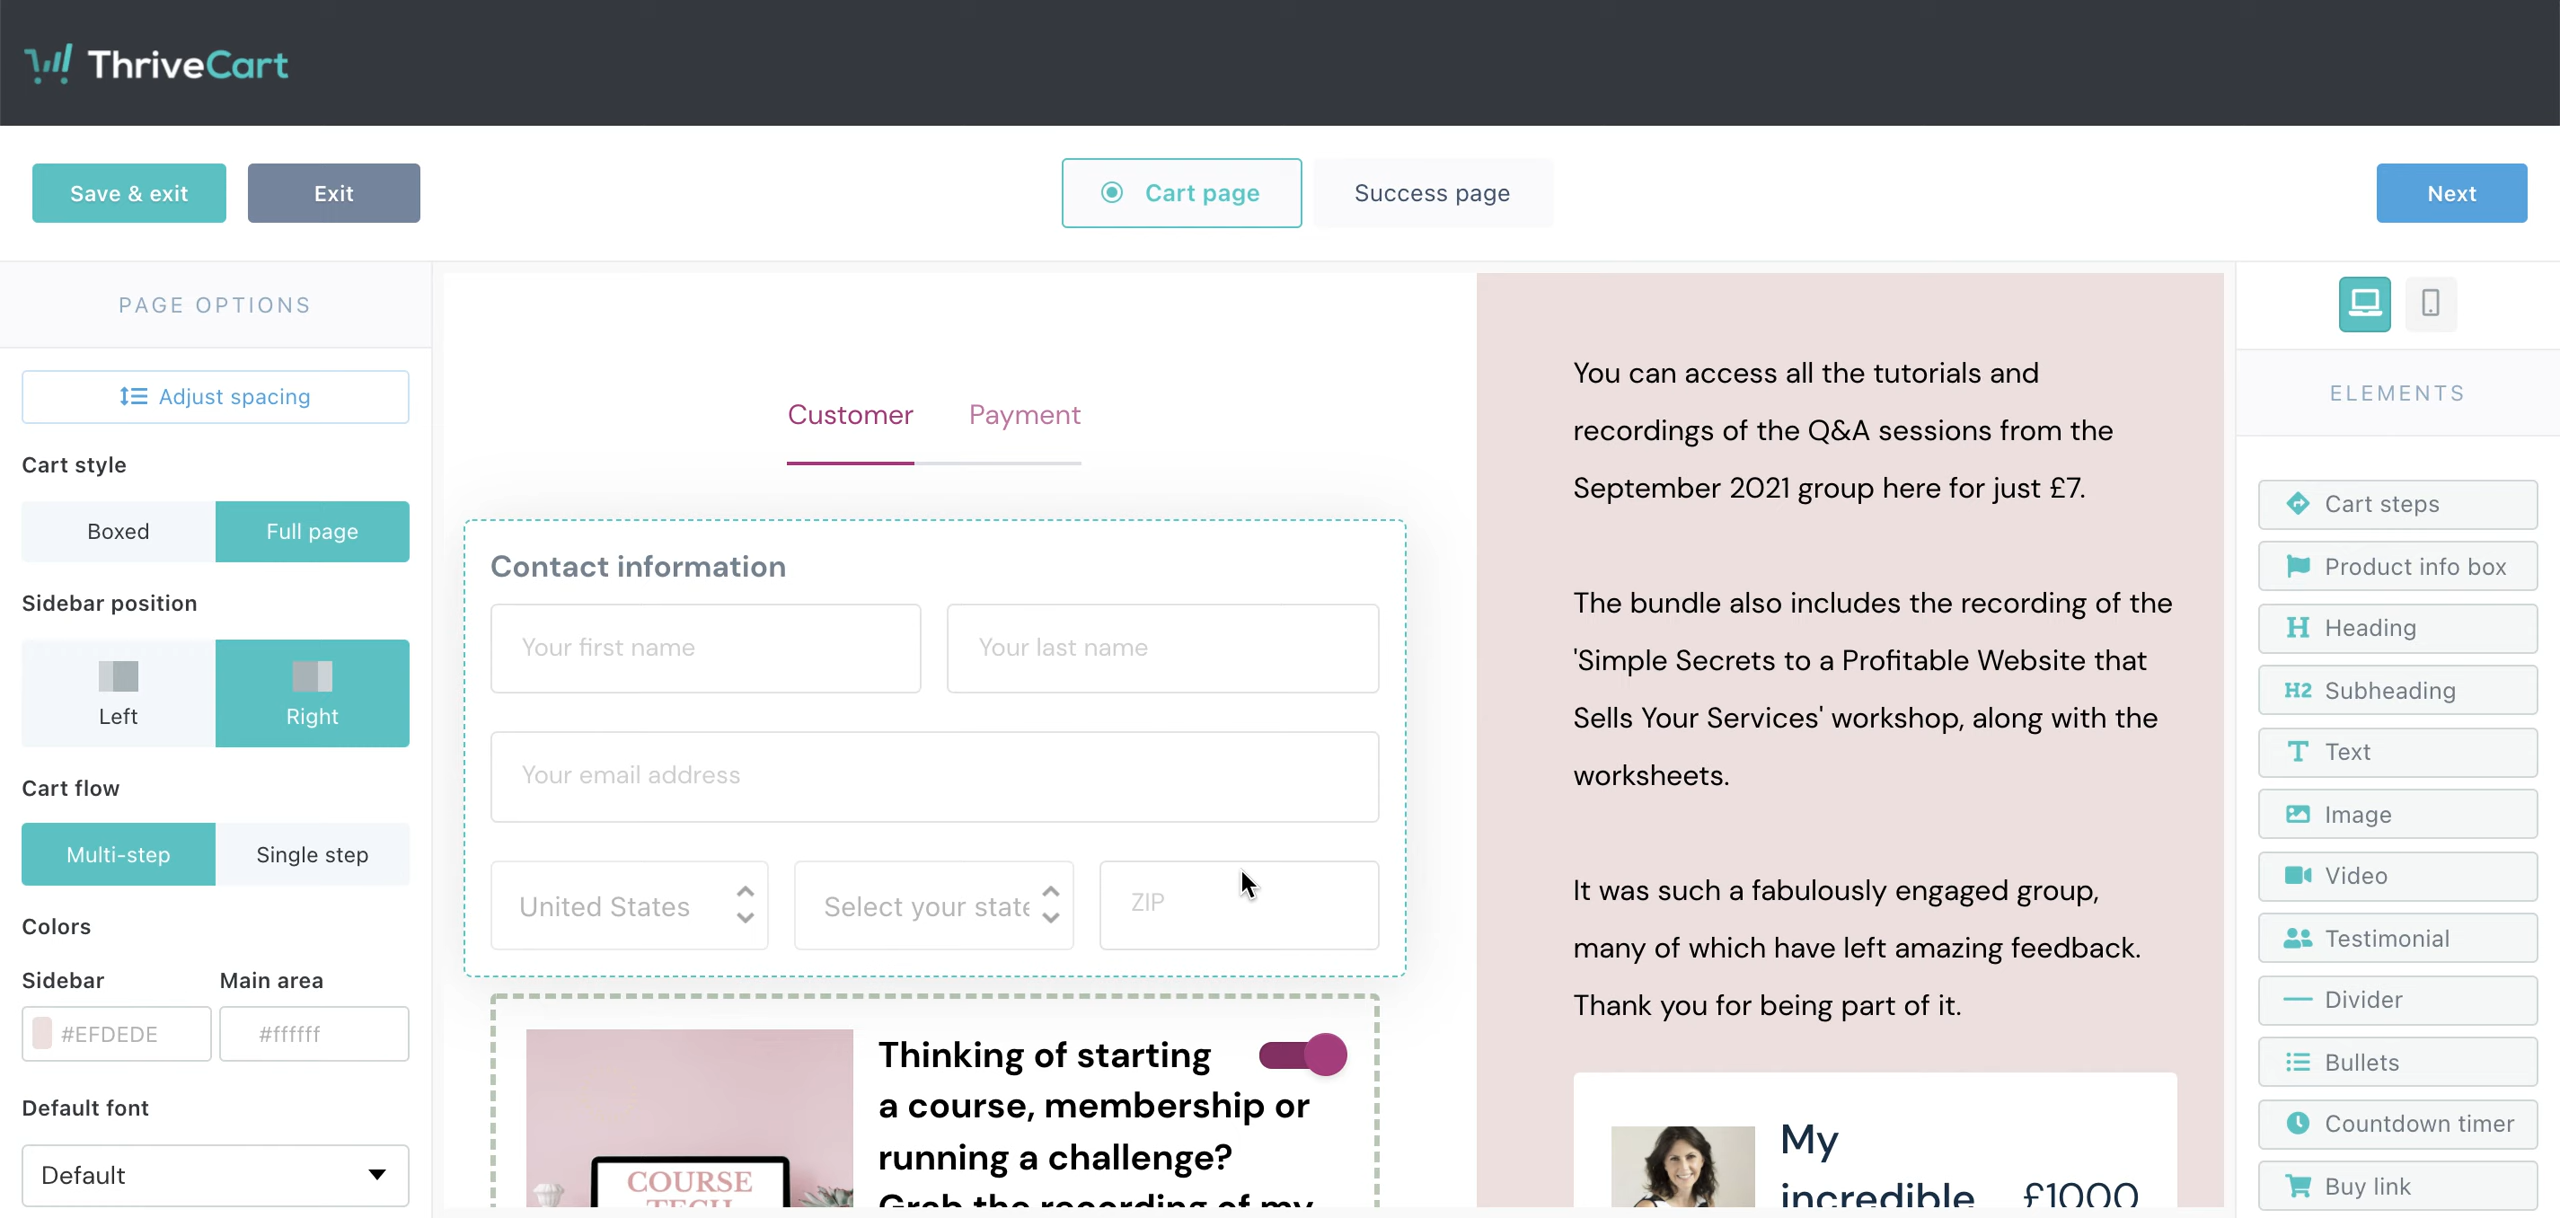 ThriveCart
Save & exit
Exit
Cart page
Success page
Next
PAGE OPTIONS
Adjust spacing
Cart style
Boxed
Full page
Sidebar position
Left
Right
Cart flow
Multi-step
Single step
Colors
Sidebar
Main area
#EFDEDE
#ffffff
Default font
Default
Customer
Payment
Contact information
Your first name
Your last name
Your email address
United States
Select your state
ZIP
Thinking of starting
a course, membership or
running a challenge?
Grab the recording of my
COURSE
TECH
You can access all the tutorials and
recordings of the Q&A sessions from the
September 2021 group here for just £7.
The bundle also includes the recording of the
'Simple Secrets to a Profitable Website that
Sells Your Services' workshop, along with the
worksheets.
It was such a fabulously engaged group,
many of which have left amazing feedback.
Thank you for being part of it.
My
incredible
£1000
ELEMENTS
Cart steps
Product info box
H Heading
H2 Subheading
T Text
Image
Video
Testimonial
Divider
Bullets
Countdown timer
Buy link